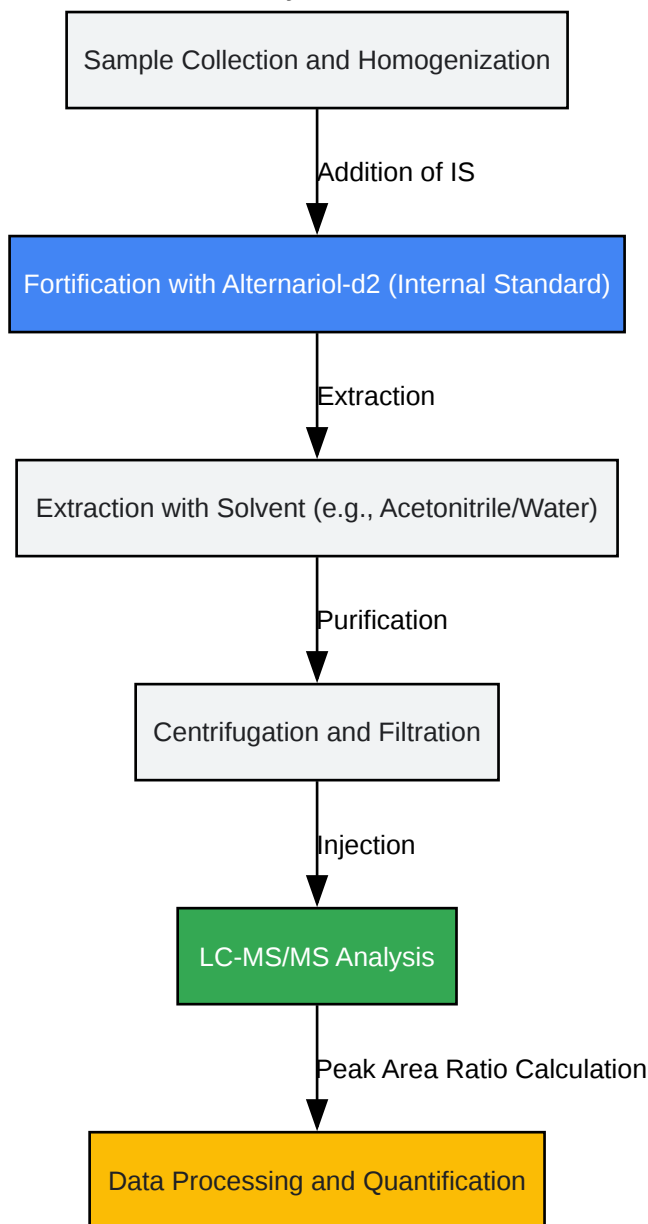 Sample Collection and Homogenization
Addition of IS
Fortification with Alternariol-d2 (Internal Standard)
Extraction
Extraction with Solvent (e.g., Acetonitrile/Water)
Purification
Centrifugation and Filtration
Injection
LC-MS/MS Analysis
Peak Area Ratio Calculation
Data Processing and Quantification